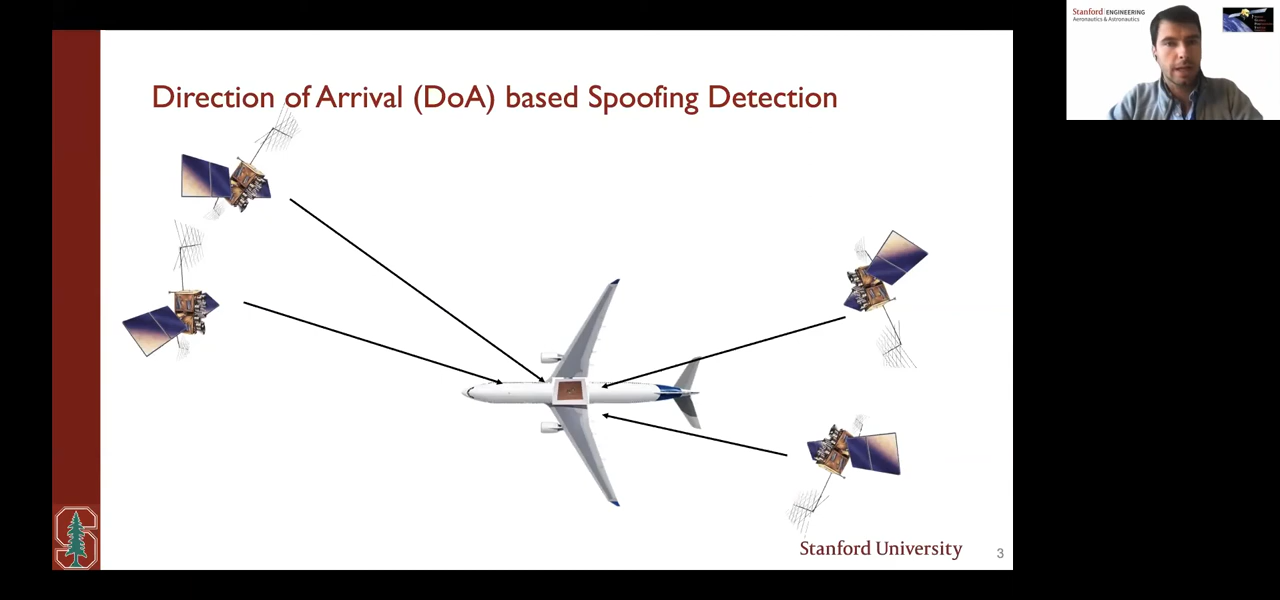 Direction of Arrival (DoA) based Spoofing Detection
Stanford University
3
Stanford ENGINEERING
Aeronautics & Astronautics